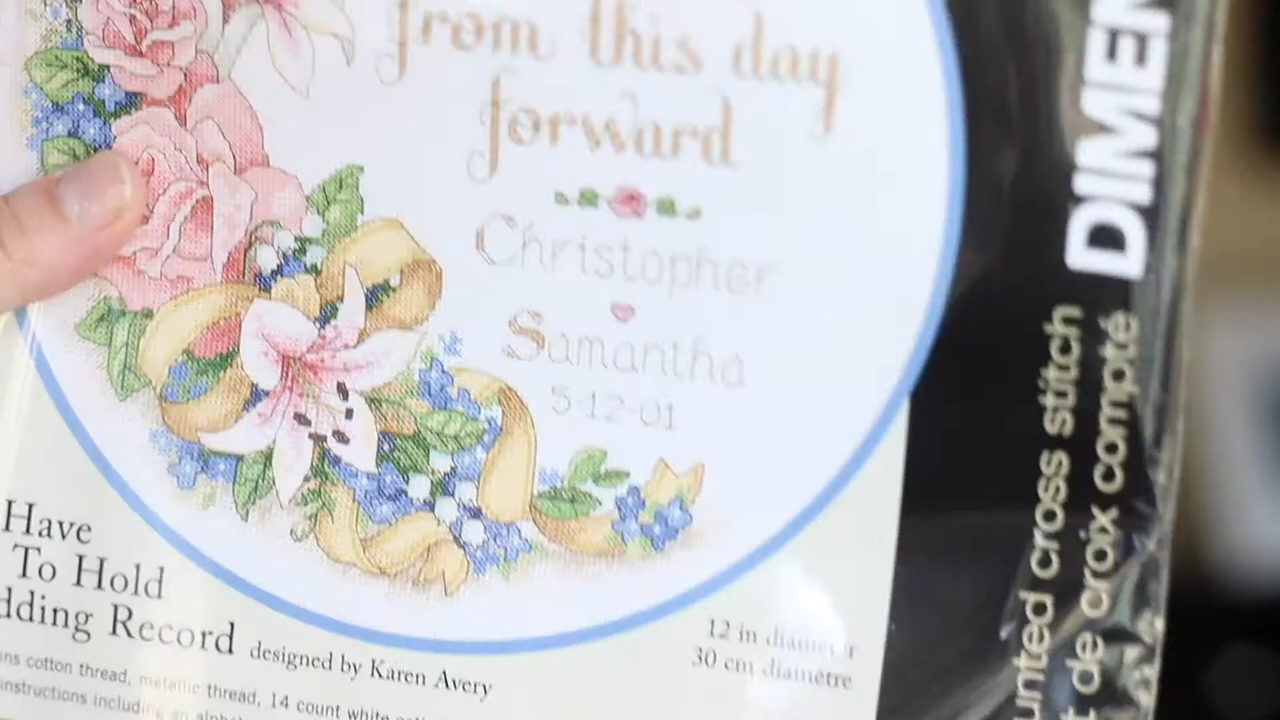 from this day
forward
Christopher
Samantha
5-12-01
Have
To Hold
dding Record designed by Karen Avery
ins cotton thread, metallic thread, 14 count white
instructions including an
12 in diameter
30 cm diamètre
DIMEN
unted cross stitch
t de croix compté